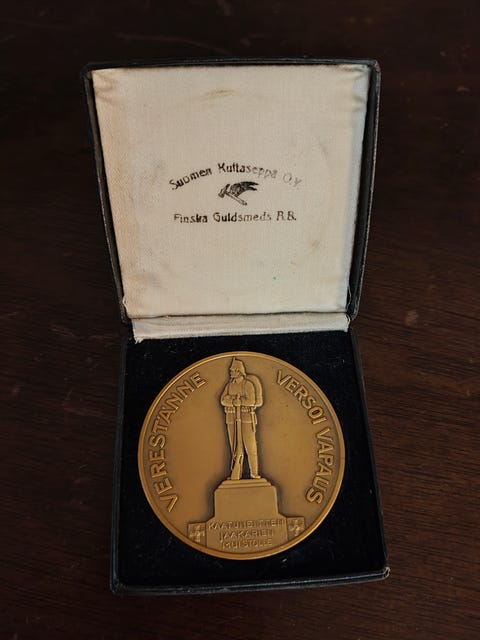 Suomen Kultaseppä O.Y.
Finska Guldsmeds A.B.
VERESTÄNNE
VERSOI VAPAUS
KAATUNEITTEN
JÄÄKÄRIEN
MUISTOLLE